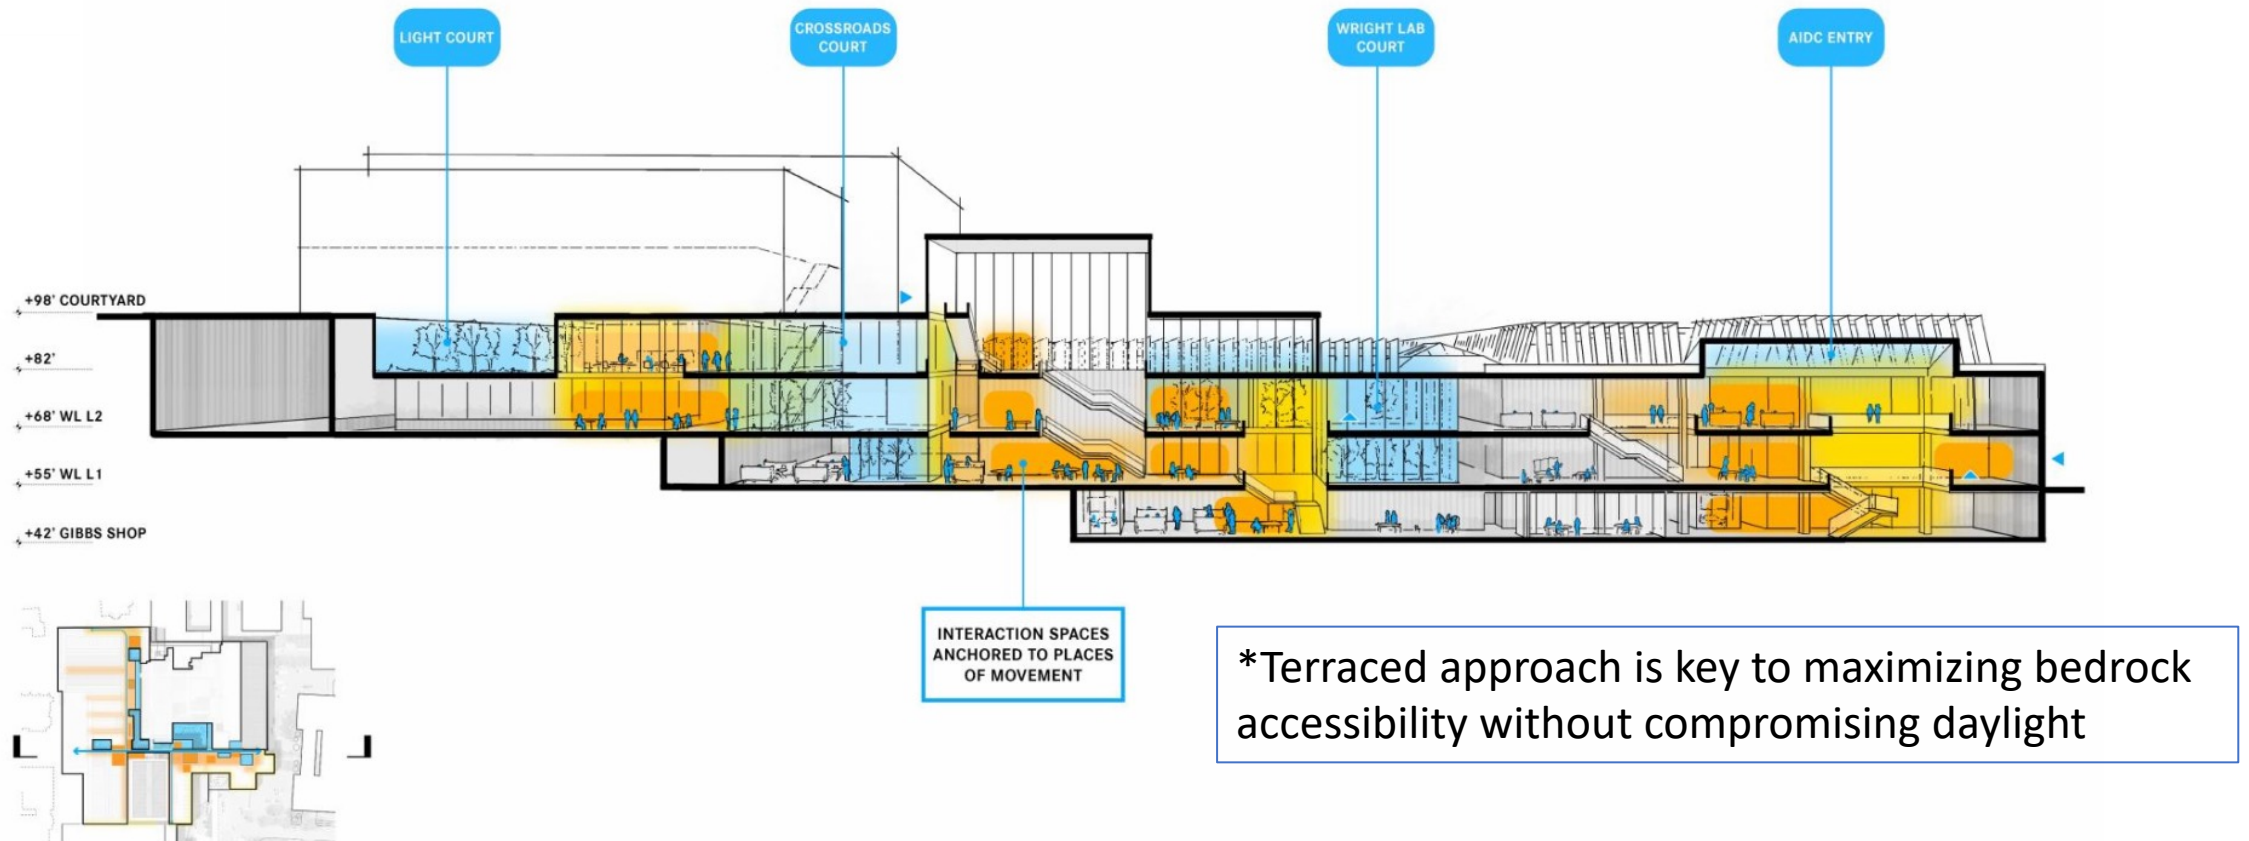 LIGHT COURT
CROSSROADS
COURT
WRIGHT LAB
COURT
AIDC ENTRY
+98' COURTYARD
+82'
+68' WL L2
+55' WL L1
+42' GIBBS SHOP
INTERACTION SPACES
ANCHORED TO PLACES
OF MOVEMENT
*Terraced approach is key to maximizing bedrock
accessibility without compromising daylight